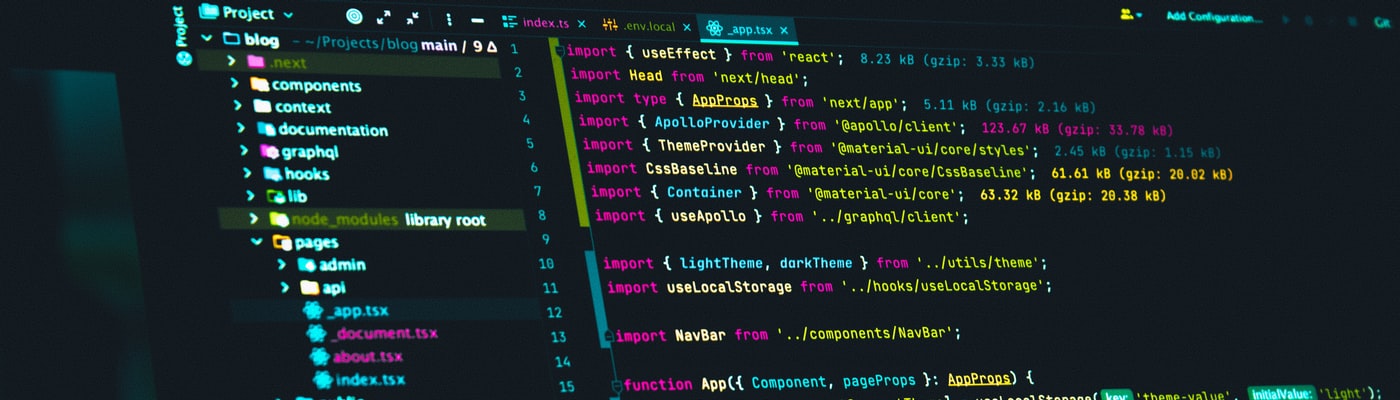 Project
Project
index.ts
.env.local
_app.tsx
Add Configuration...
Git
blog ~/Projects/blog main / 9 Δ
.next
components
context
documentation
graphql
hooks
lib
node_modules library root
pages
admin
api
_app.tsx
_document.tsx
about.tsx
index.tsx
public
1 import { useEffect } from 'react'; 8.23 kB (gzip: 3.33 kB)
2 import Head from 'next/head';
3 import type { AppProps } from 'next/app'; 5.11 kB (gzip: 2.16 kB)
4 import { ApolloProvider } from '@apollo/client'; 123.67 kB (gzip: 33.78 kB)
5 import { ThemeProvider } from '@material-ui/core/styles'; 2.45 kB (gzip: 1.15 kB)
6 import CssBaseline from '@material-ui/core/CssBaseline'; 61.61 kB (gzip: 20.02 kB)
7 import { Container } from '@material-ui/core'; 63.32 kB (gzip: 20.38 kB)
8 import { useApollo } from '../graphql/client';
9
10 import { lightTheme, darkTheme } from '../utils/theme';
11 import useLocalStorage from '../hooks/useLocalStorage';
12
13 import NavBar from '../components/NavBar';
14
15 function App({ Component, pageProps }: AppProps) {
useLocalStorage( key: 'theme-value', initialValue: 'light');